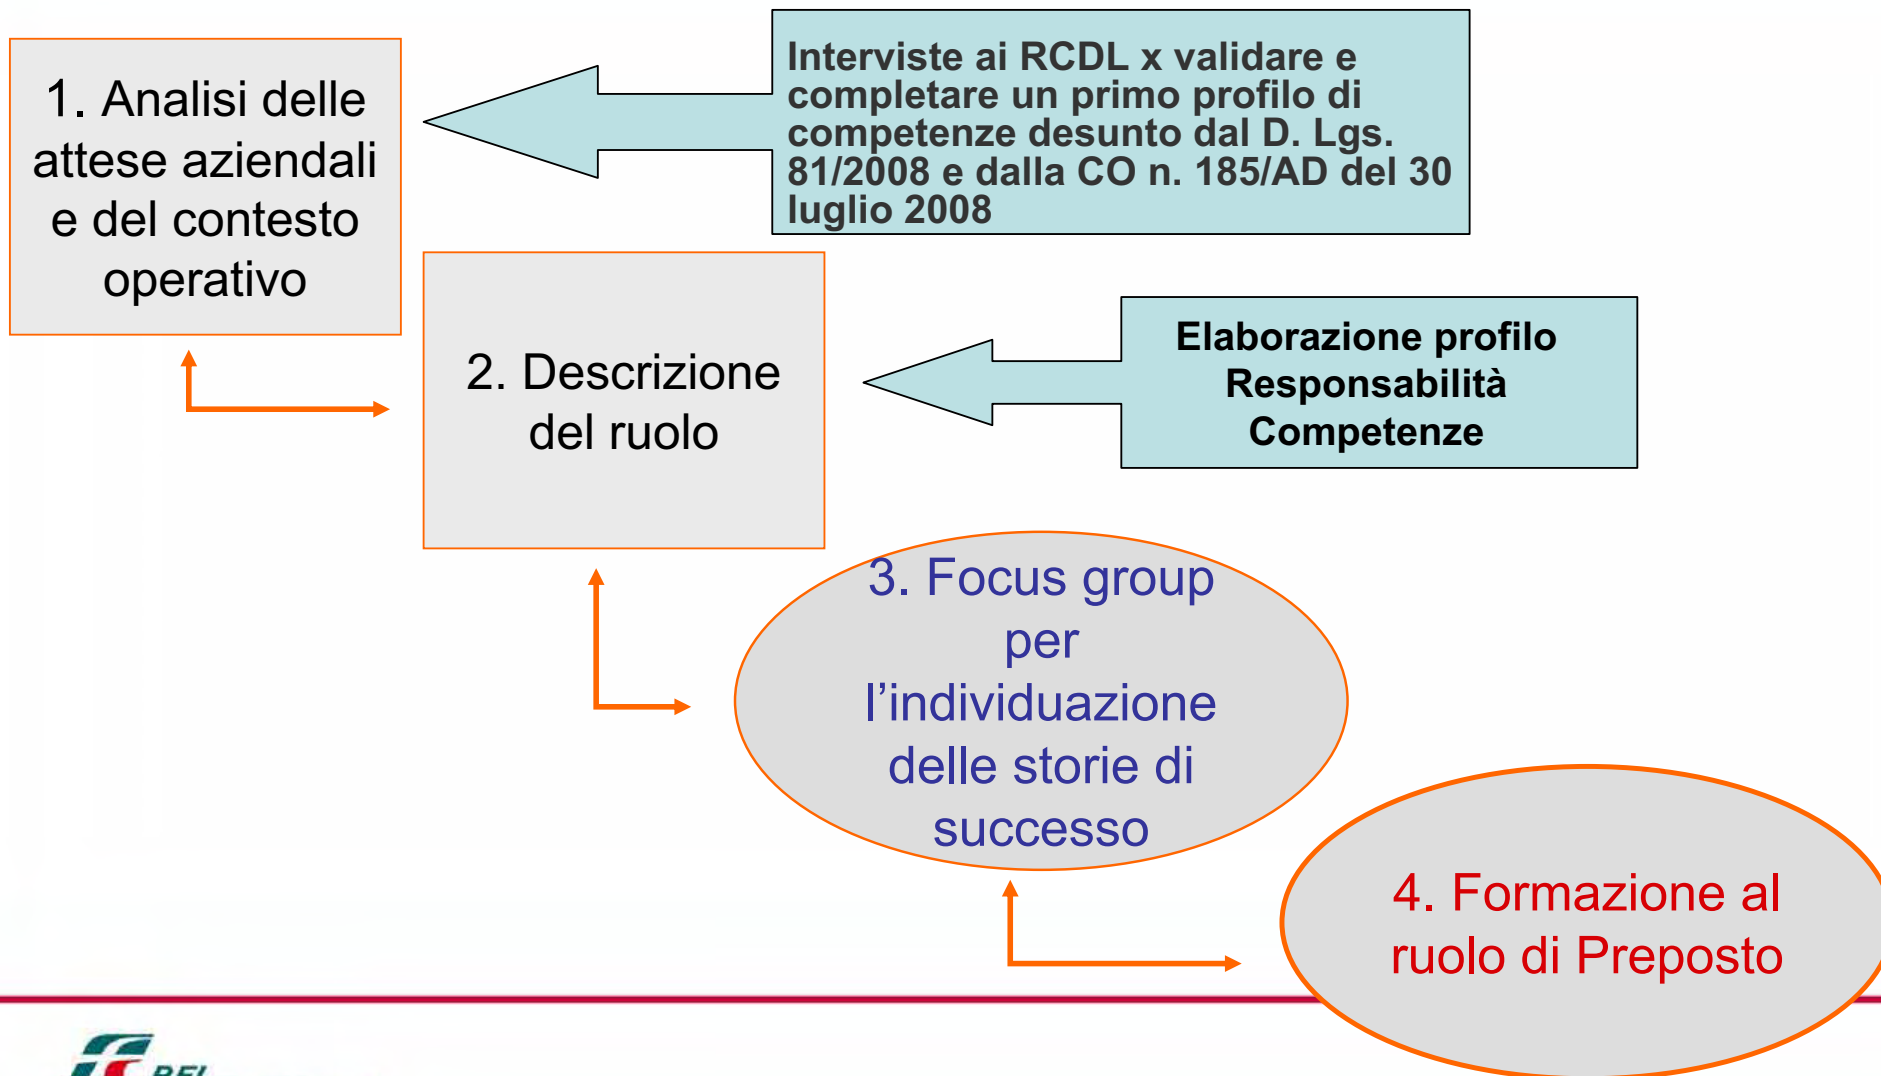 1. Analisi delle
attese aziendali
e del contesto
operativo
Interviste ai RCDL x validare e
completare un primo profilo di
competenze desunto dal D. Lgs.
81/2008 e dalla CO n. 185/AD del 30
luglio 2008
2. Descrizione
del ruolo
Elaborazione profilo
Responsabilità
Competenze
3. Focus group
per
l’individuazione
delle storie di
successo
4. Formazione al
ruolo di Preposto
RFI